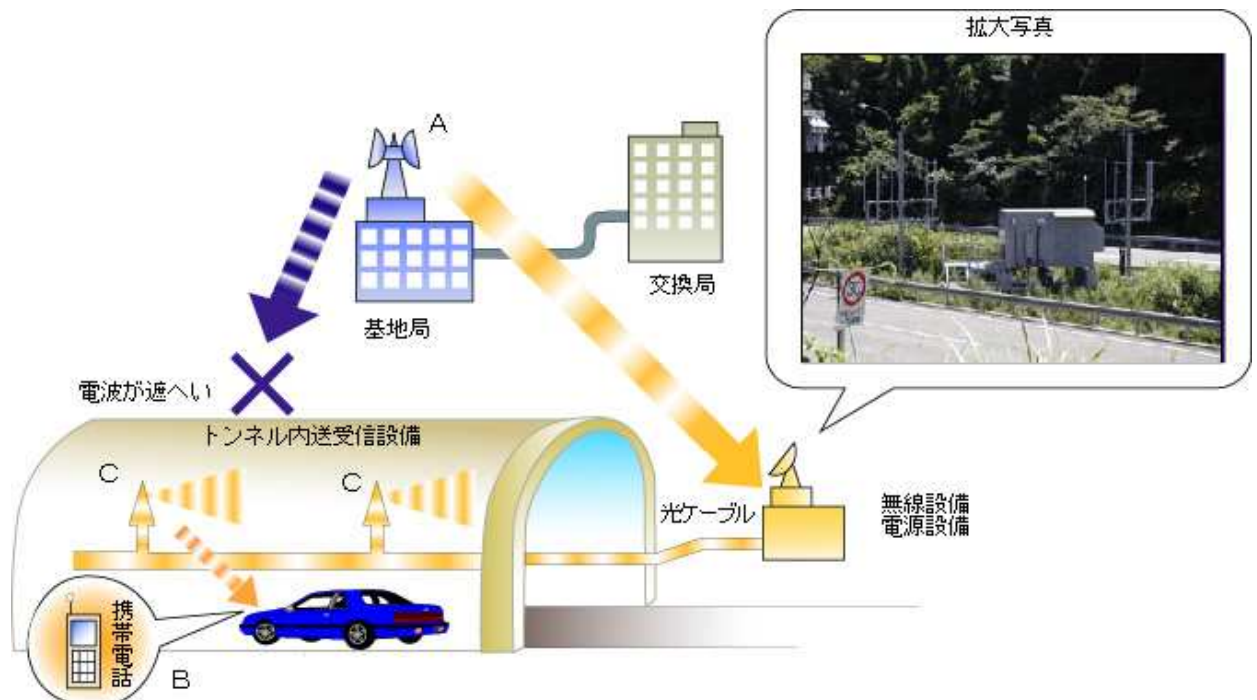 拡大写真
A
交換局
基地局
電波が遮へい
トンネル内送受信設備
C
C
光ケーブル
無線設備
電源設備
携帯電話
B